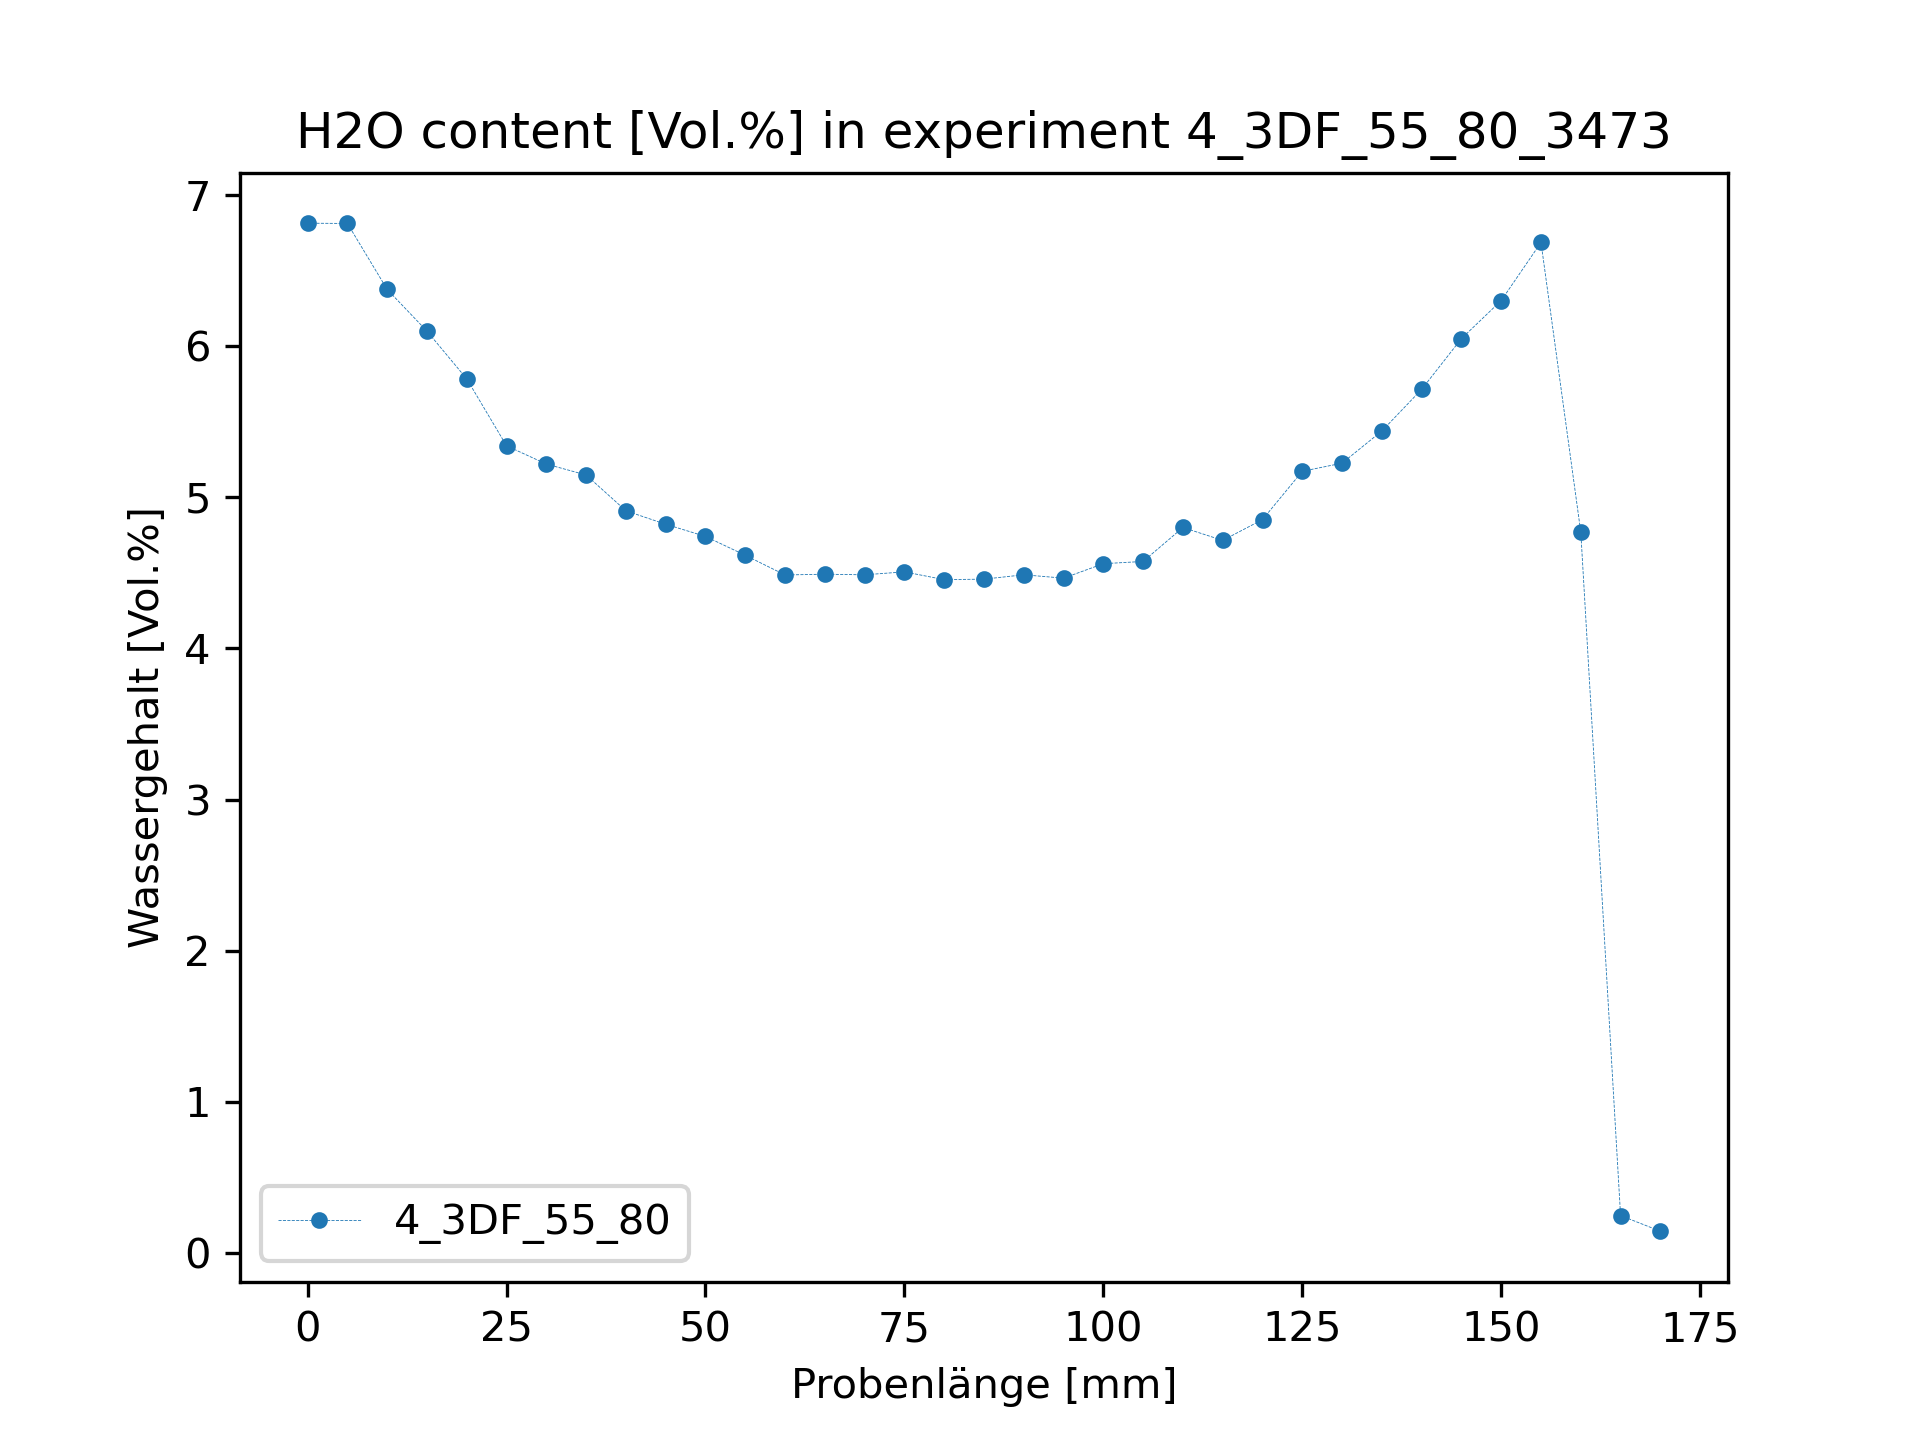 H2O content [Vol.%] in experiment 4_3DF_55_80_3473
7
6
5
4
3
2
1
0
Wassergehalt [Vol.%]
4_3DF_55_80
0 25 50 75 100 125 150 175
Probenlänge [mm]